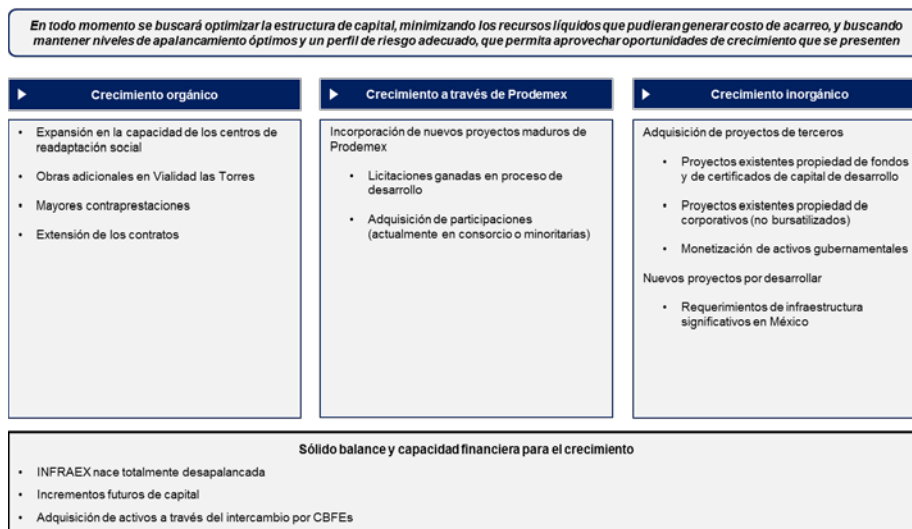 En todo momento se buscará optimizar la estructura de capital, minimizando los recursos líquidos que pudieran generar costo de acarreo, y buscando
mantener niveles de apalancamiento óptimos y un perfil de riesgo adecuado, que permita aprovechar oportunidades de crecimiento que se presenten
Crecimiento orgánico
• Expansión en la capacidad de los centros de
readaptación social
• Obras adicionales en Vialidad las Torres
• Mayores contraprestaciones
• Extensión de los contratos
Crecimiento a través de Prodemex
Incorporación de nuevos proyectos maduros de
Prodemex
• Licitaciones ganadas en proceso de
desarrollo
• Adquisición de participaciones
(actualmente en consorcio o minoritarias)
Crecimiento inorgánico
Adquisición de proyectos de terceros
• Proyectos existentes propiedad de fondos
y de certificados de capital de desarrollo
• Proyectos existentes propiedad de
corporativos (no bursatilizados)
• Monetización de activos gubernamentales
Nuevos proyectos por desarrollar
• Requerimientos de infraestructura
significativos en México
Sólido balance y capacidad financiera para el crecimiento
• INFRAEX nace totalmente desapalancada
• Incrementos futuros de capital
• Adquisición de activos a través del intercambio por CBFEs